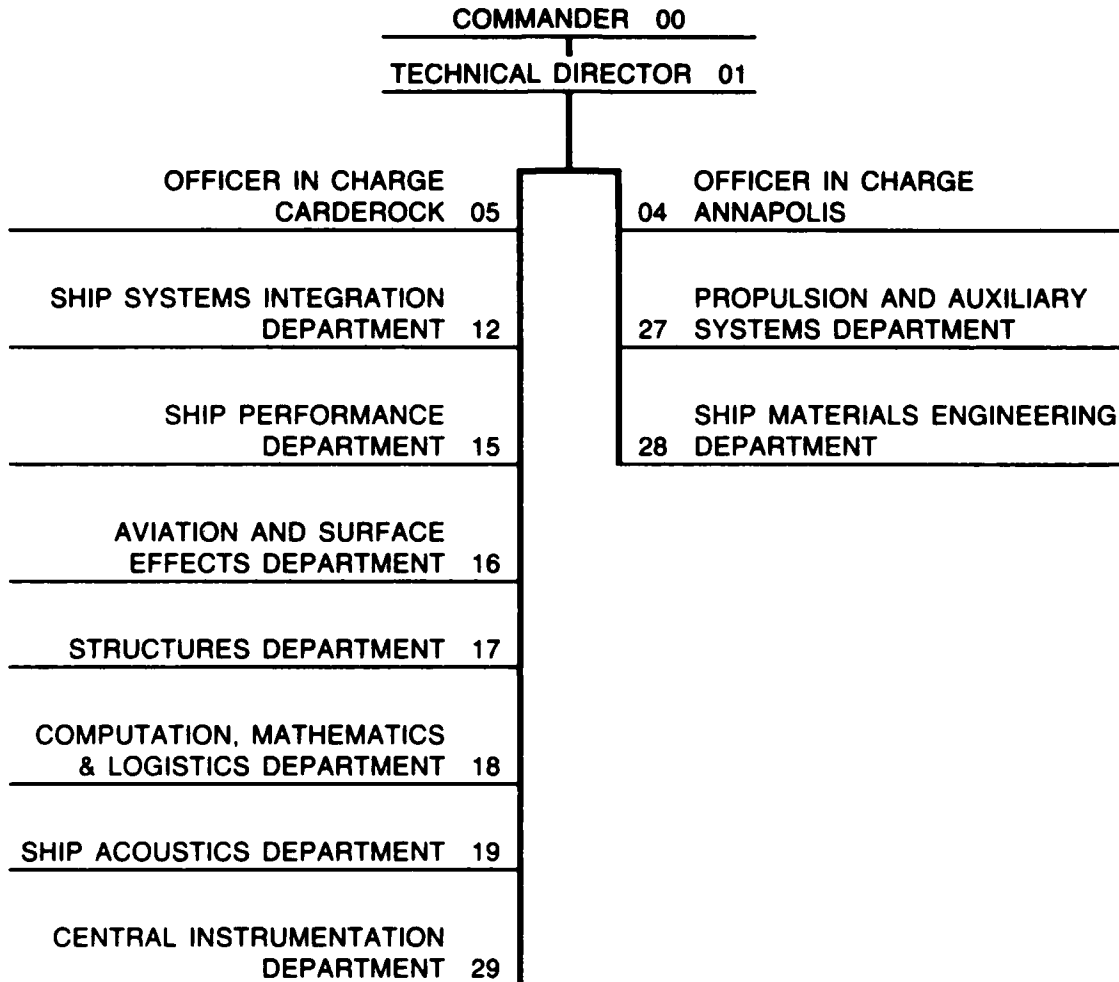 COMMANDER 00
TECHNICAL DIRECTOR 01
OFFICER IN CHARGE
CARDEROCK 05
SHIP SYSTEMS INTEGRATION
DEPARTMENT 12
SHIP PERFORMANCE
DEPARTMENT 15
AVIATION AND SURFACE
EFFECTS DEPARTMENT 16
STRUCTURES DEPARTMENT 17
COMPUTATION, MATHEMATICS
& LOGISTICS DEPARTMENT 18
SHIP ACOUSTICS DEPARTMENT 19
CENTRAL INSTRUMENTATION
DEPARTMENT 29
OFFICER IN CHARGE
04 ANNAPOLIS
PROPULSION AND AUXILIARY
27 SYSTEMS DEPARTMENT
SHIP MATERIALS ENGINEERING
28 DEPARTMENT